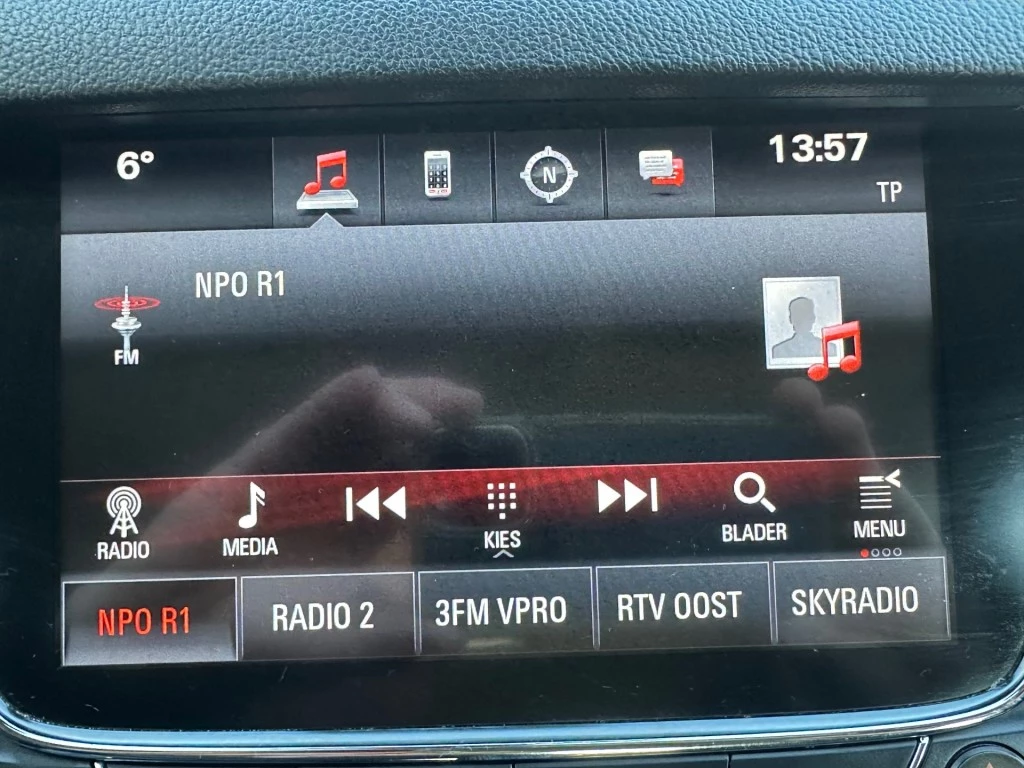 6°
N
13:57
TP
NPO R1
FM
RADIO
MEDIA
KIES
BLADER
MENU
NPO R1
RADIO 2
3FM VPRO
RTV OOST
SKYRADIO